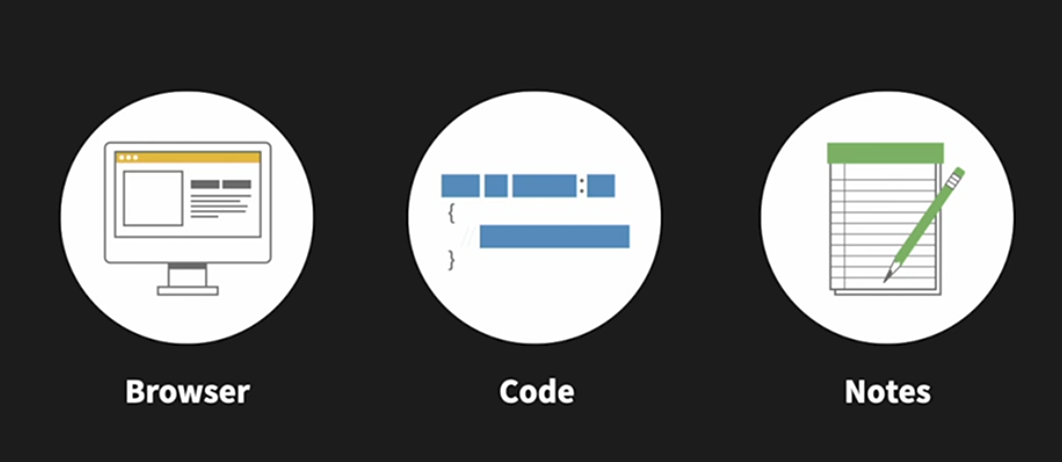 :
{
//
}
Browser
Code
Notes